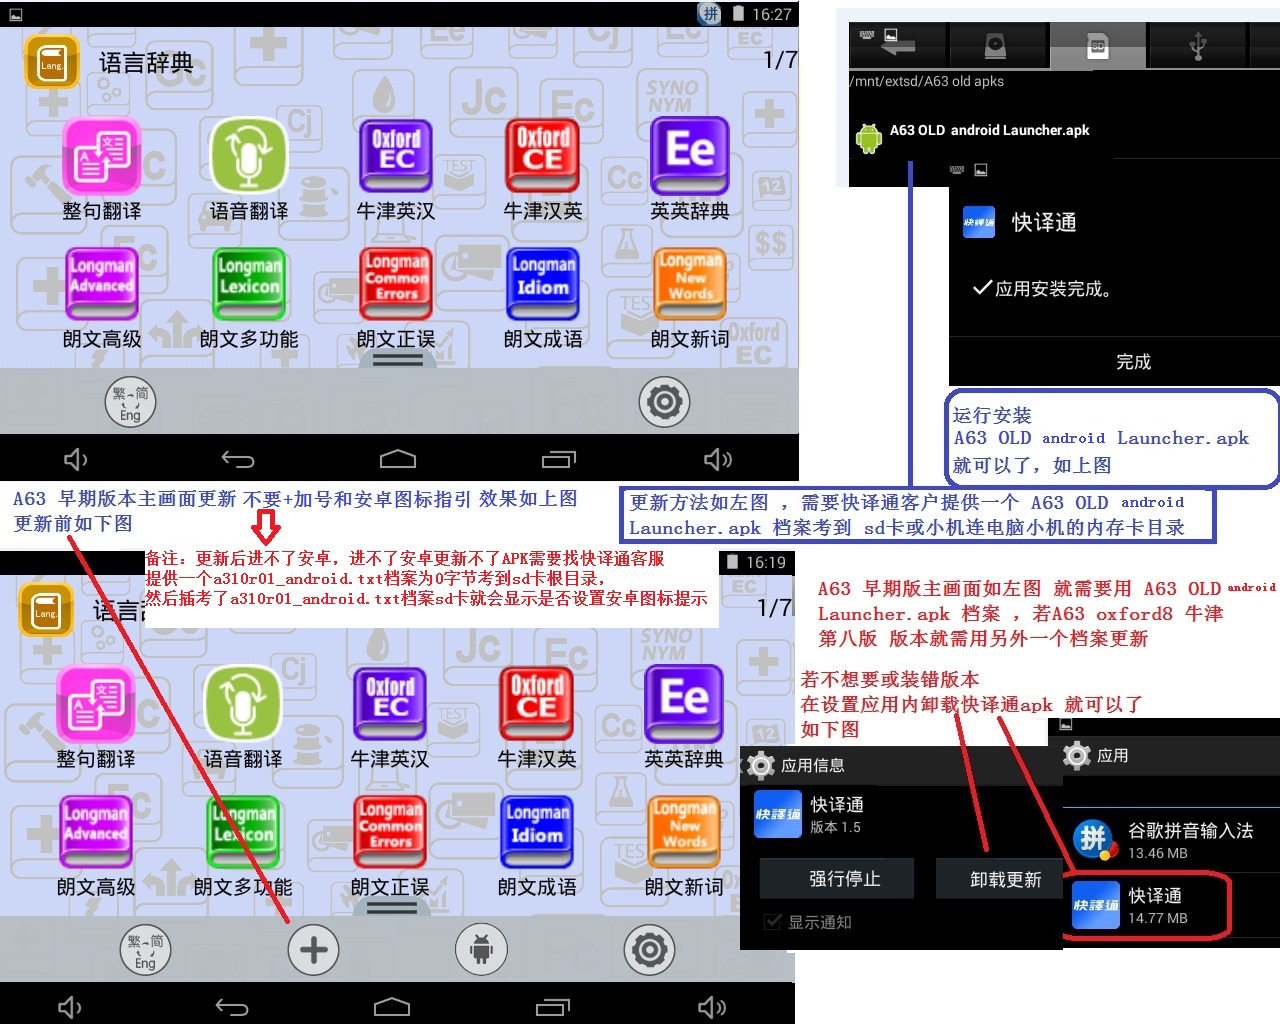 拼 16:27
Lang.
语言辞典
1/7
Oxford
EC
Oxford
CE
Ee
整句翻译
语音翻译
牛津英汉
牛津汉英
英英辞典
Longman
Advanced
Longman
Lexicon
Longman
Common
Errors
Longman
Idiom
Longman
New
Words
朗文高级
朗文多功能
朗文正误
朗文成语
朗文新词
繁 简
Eng
SD
/mnt/extsd/A63 old apks
A63 OLD android Launcher.apk
快譯通
快译通
应用安装完成。
完成
运行安装
A63 OLD android Launcher.apk
就可以了，如上图
A63 早期版本主画面更新 不要+加号和安卓图标指引 效果如上图
更新前如下图
更新方法如左图 ，需要快译通客户提供一个 A63 OLD android
Launcher.apk 档案考到 sd卡或小机连电脑小机的内存卡目录
备注：更新后进不了安卓，进不了安卓更新不了APK需要找快译通客服
提供一个a310r01_android.txt档案为0字节考到sd卡根目录，
然后插考了a310r01_android.txt档案sd卡就会显示是否设置安卓图标提示
16:19
Lang.
语言
1/7
Oxford
EC
Oxford
CE
Ee
整句翻译
语音翻译
牛津英汉
牛津汉英
英英辞典
Longman
Advanced
Longman
Lexicon
Longman
Common
Errors
Longman
Idiom
Longman
New
Words
朗文高级
朗文多功能
朗文正误
朗文成语
朗文新词
繁 简
Eng
A63 早期版主画面如左图 就需要用 A63 OLD android
Launcher.apk 档案 ，若A63 oxford8 牛津
第八版 版本就需用另外一个档案更新
若不想要或装错版本
在设置应用内卸载快译通apk 就可以了
如下图
应用信息
快譯通
快译通
版本 1.5
强行停止
卸载更新
显示通知
应用
拼
谷歌拼音输入法
13.46 MB
快譯通
快译通
14.77 MB